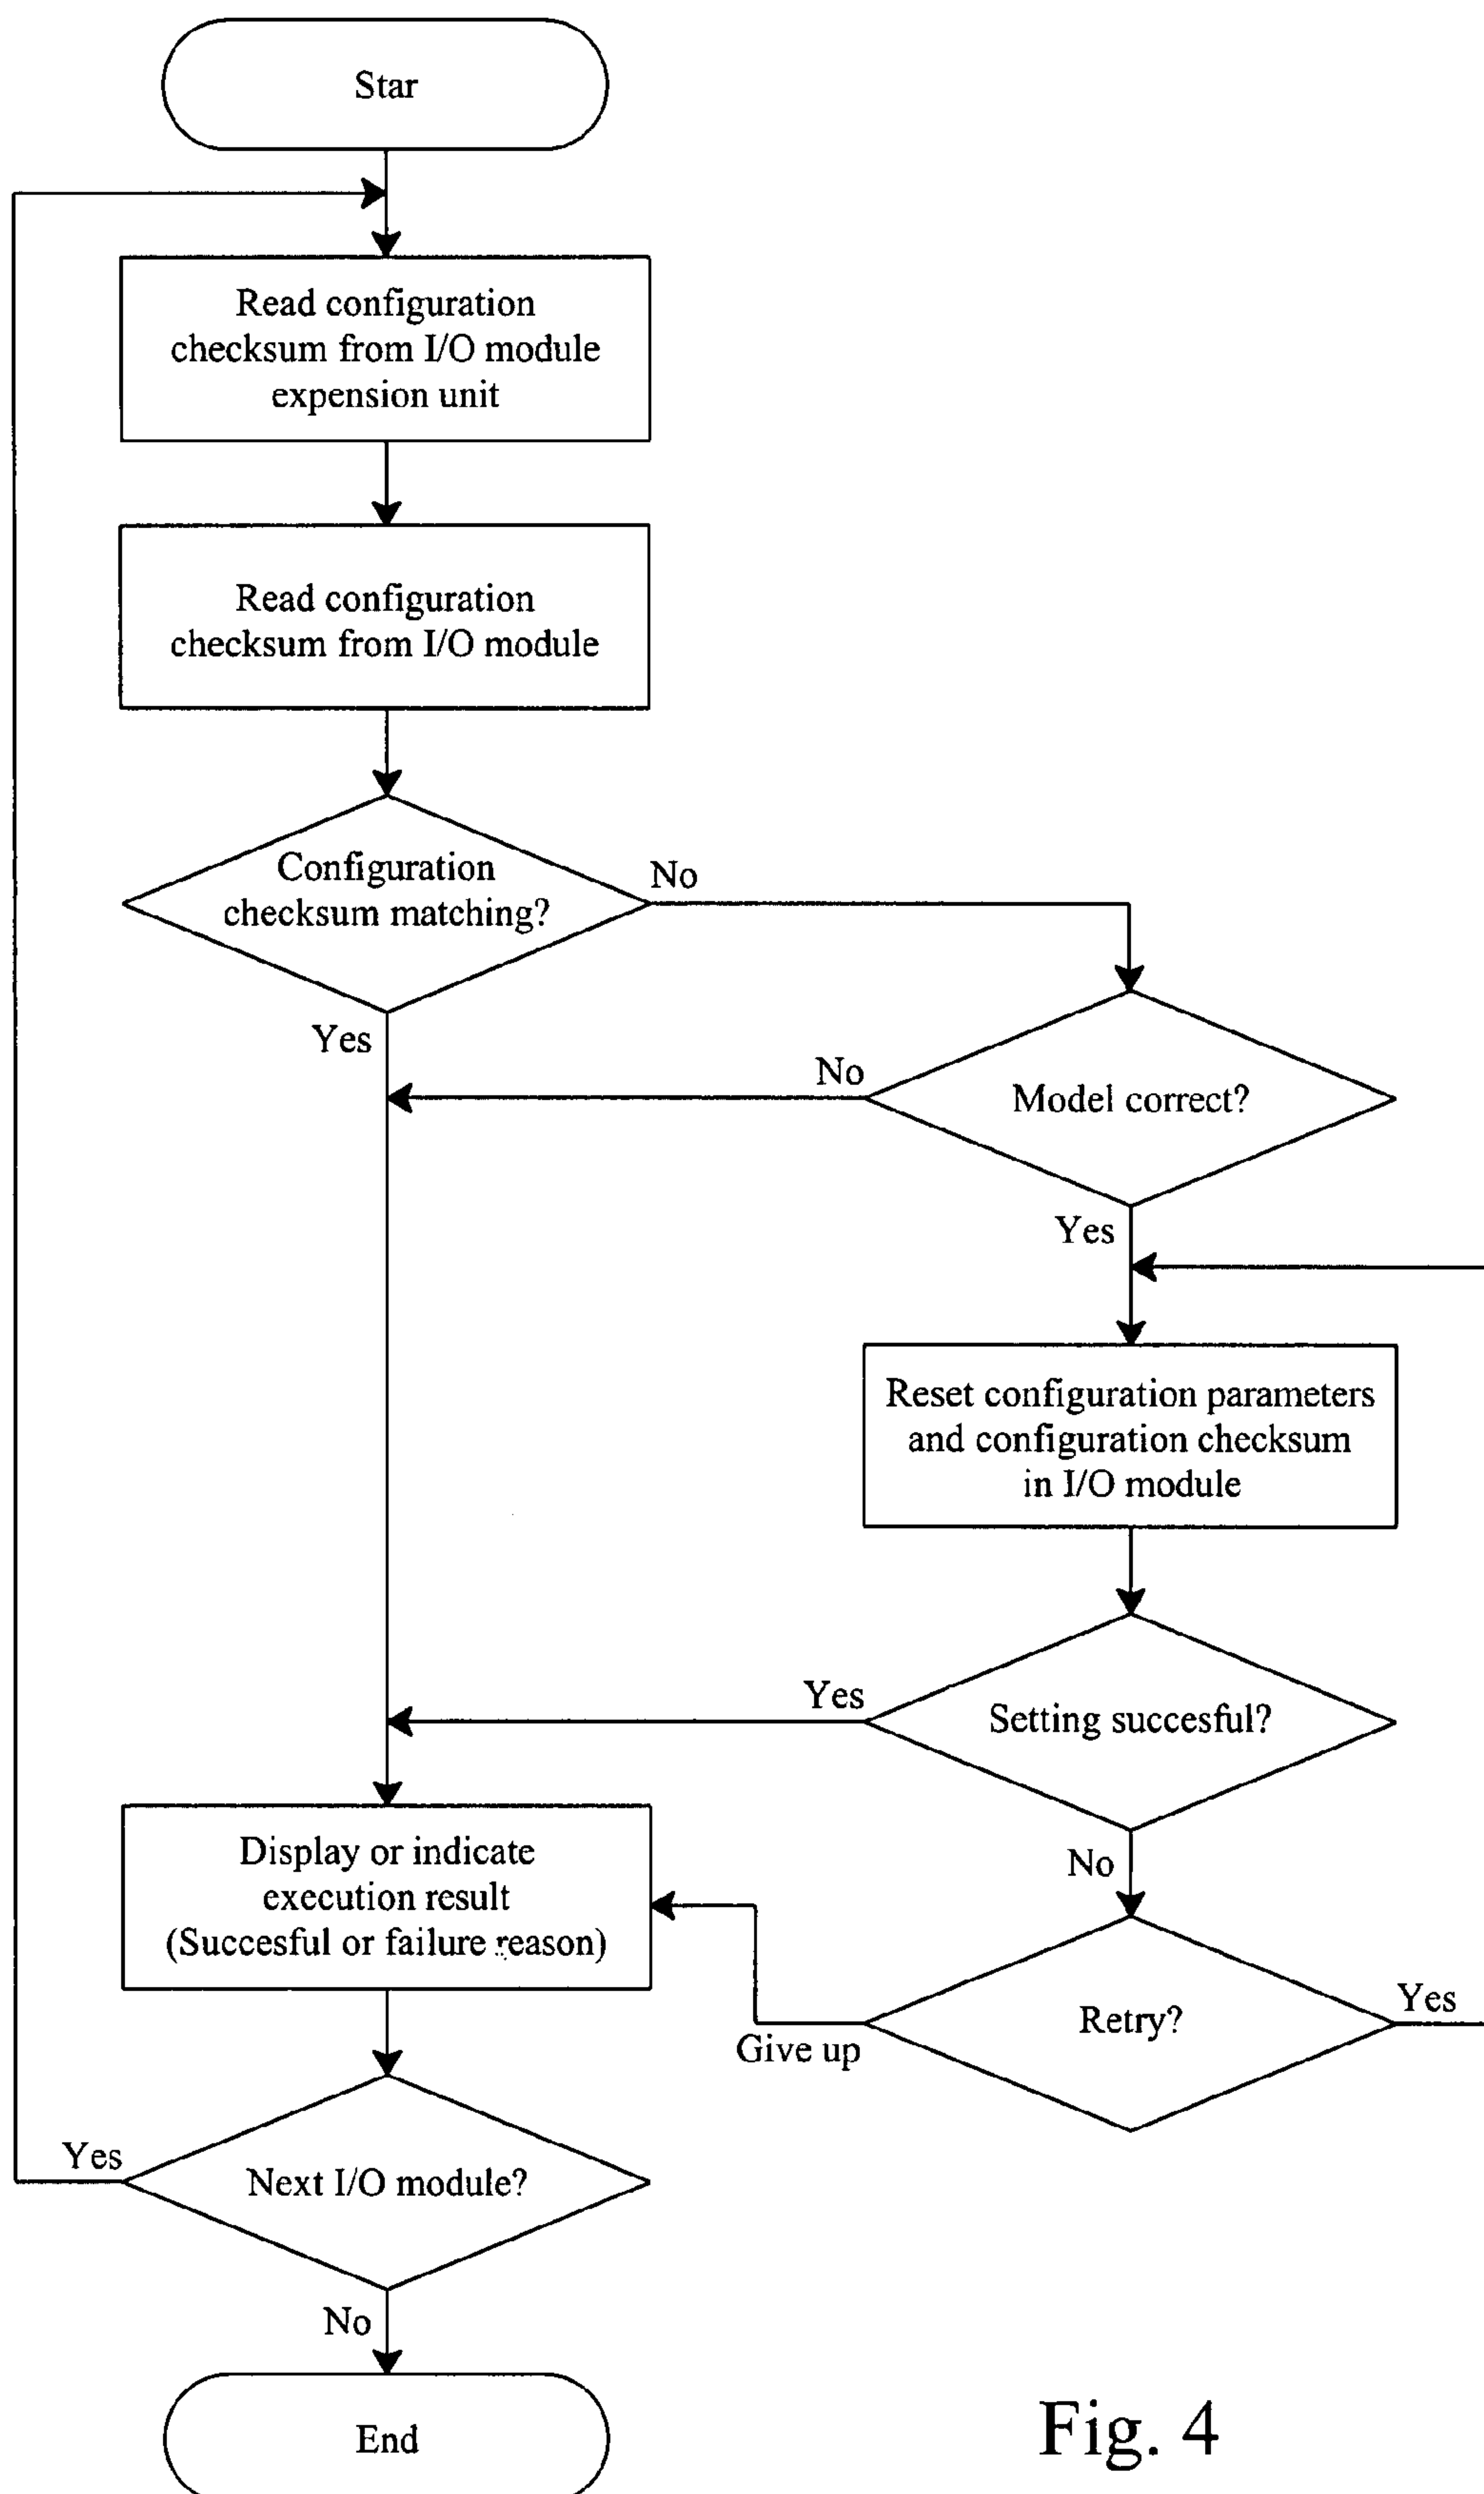 Star
Read configuration
checksum from I/O module
expension unit
Read configuration
checksum from I/O module
Configuration
checksum matching?
No
Yes
No
Model correct?
Yes
Reset configuration parameters
and configuration checksum
in I/O module
Yes
Setting succesful?
No
Display or indicate
execution result
(Succesful or failure reason)
Give up
Retry?
Yes
Yes
Next I/O module?
No
End
Fig. 4